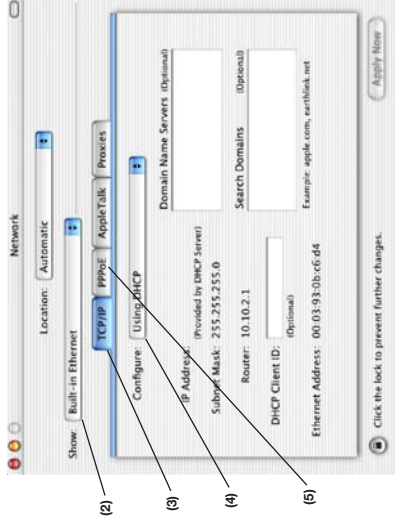 Network
Location: Automatic
Show: Built-in Ethernet
TCP/IP PPPoE AppleTalk Proxies
Configure: Using DHCP
Domain Name Servers (Optional)
IP Address: (Provided by DHCP Server)
Subnet Mask: 255.255.255.0
Router: 10.10.2.1
Search Domains (Optional)
DHCP Client ID:
(Optional)
Example: apple.com, earthlink.net
Ethernet Address: 00:03:93:0b:c6:d4
Click the lock to prevent further changes.
Apply Now
(2)
(3)
(4)
(5)